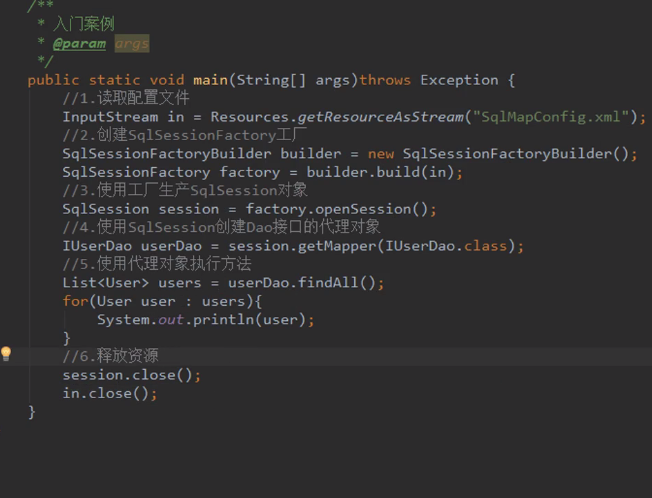 /**
* 入门案例
* @param args
*/
public static void main(String[] args)throws Exception {
//1.读取配置文件
InputStream in = Resources.getResourceAsStream("SqlMapConfig.xml");
//2.创建SqlSessionFactory工厂
SqlSessionFactoryBuilder builder = new SqlSessionFactoryBuilder();
SqlSessionFactory factory = builder.build(in);
//3.使用工厂生产SqlSession对象
SqlSession session = factory.openSession();
//4.使用SqlSession创建Dao接口的代理对象
IUserDao userDao = session.getMapper(IUserDao.class);
//5.使用代理对象执行方法
List<User> users = userDao.findAll();
for(User user : users){
System.out.println(user);
}
//6.释放资源
session.close();
in.close();
}